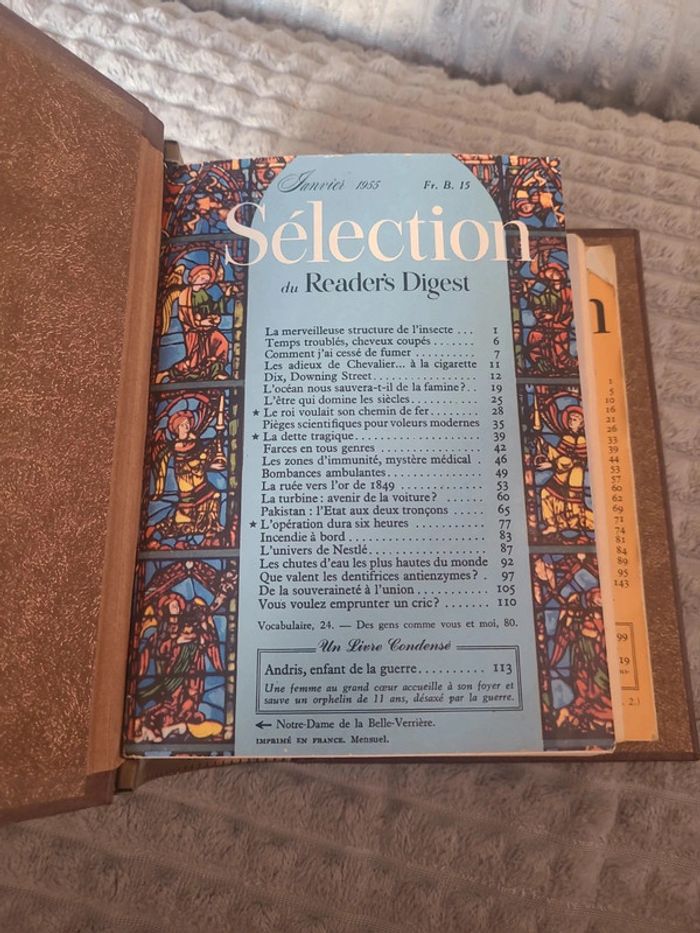 Janvier 1955 Fr. B. 15
Sélection
du Reader's Digest
La merveilleuse structure de l'insecte ... 1
Temps troublés, cheveux coupés ....... 6
Comment j'ai cessé de fumer .......... 7
Les adieux de Chevalier... à la cigarette 11
Dix, Downing Street................. 12
L'océan nous sauvera-t-il de la famine?.. 19
L'être qui domine les siècles............ 25
★ Le roi voulait son chemin de fer........ 28
Pièges scientifiques pour voleurs modernes 35
★ La dette tragique.................... 39
Farces en tous genres ................ 42
Les zones d'immunité, mystère médical . 46
Bombances ambulantes................ 49
La ruée vers l'or de 1849 ............. 53
La turbine : avenir de la voiture? ...... 60
Pakistan : l'Etat aux deux tronçons ..... 65
★ L'opération dura six heures ........... 77
Incendie à bord ..................... 83
L'univers de Nestlé................... 87
Les chutes d'eau les plus hautes du monde 92
Que valent les dentifrices antienzymes? . 97
De la souveraineté à l'union........... 105
Vous voulez emprunter un cric? ....... 110
Vocabulaire, 24. — Des gens comme vous et moi, 80.
Un Livre Condensé
Andris, enfant de la guerre.......... 113
Une femme au grand cœur accueille à son foyer et
sauve un orphelin de 11 ans, désaxé par la guerre.
← Notre-Dame de la Belle-Verrière.
IMPRIMÉ EN FRANCE. Mensuel.
n
1
5
10
16
21
26
33
39
44
53
57
60
62
69
71
74
81
84
89
95
143
99
19
. 2.)